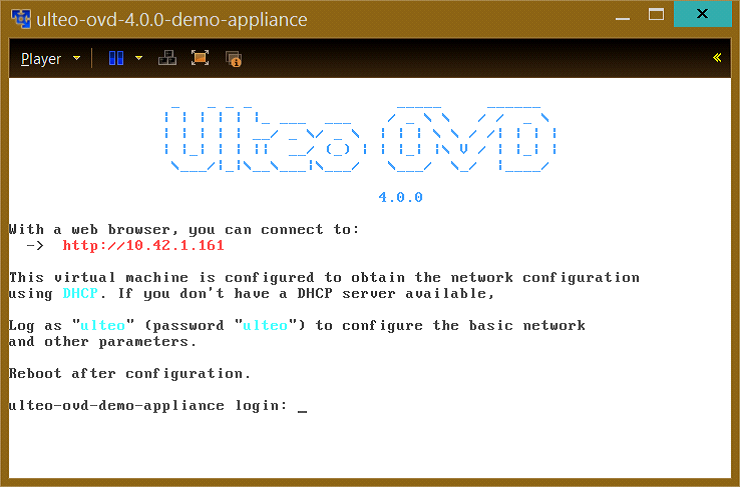 ulteo-ovd-4.0.0-demo-appliance
Player
Ulteo OVD
4.0.0
With a web browser, you can connect to:
-> http://10.42.1.161
This virtual machine is configured to obtain the network configuration
using DHCP. If you don't have a DHCP server available,
Log as "ulteo" (password "ulteo") to configure the basic network
and other parameters.
Reboot after configuration.
ulteo-ovd-demo-appliance login: _